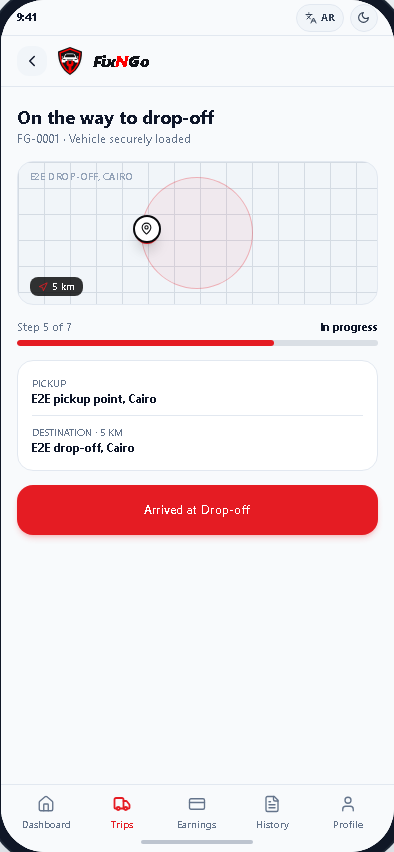 9:41
AR
FixNGo
On the way to drop-off
FG-0001 · Vehicle securely loaded
E2E DROP-OFF, CAIRO
5 km
Step 5 of 7
In progress
PICKUP
E2E pickup point, Cairo
DESTINATION · 5 KM
E2E drop-off, Cairo
Arrived at Drop-off
Dashboard
Trips
Earnings
History
Profile